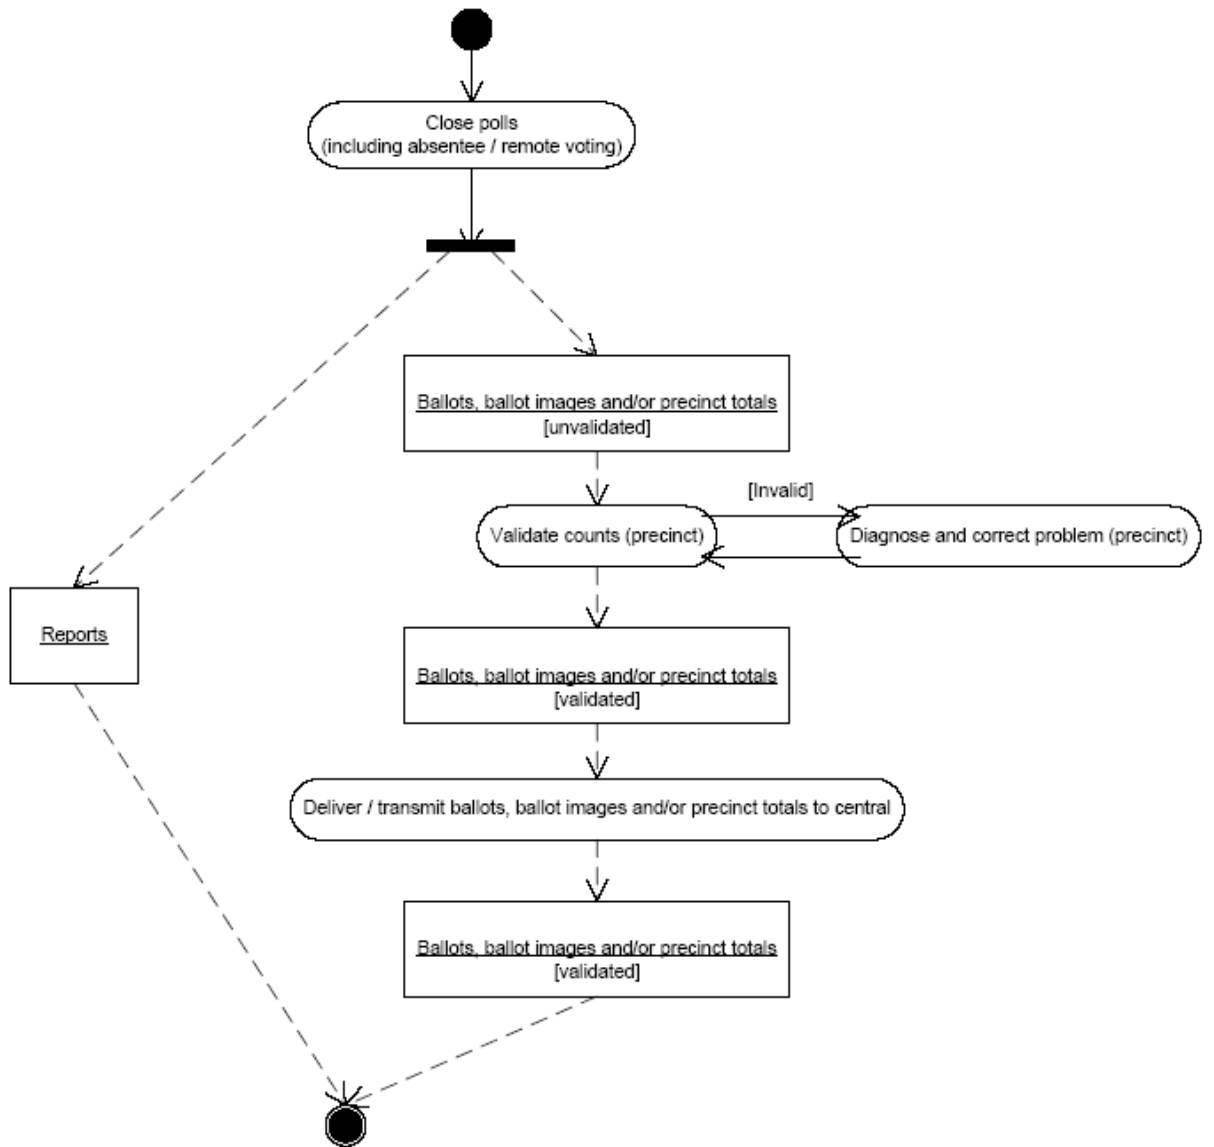 Close polls
(including absentee / remote voting)
Ballots, ballot images and/or precinct totals
[unvalidated]
[Invalid]
Validate counts (precinct)
Diagnose and correct problem (precinct)
Reports
Ballots, ballot images and/or precinct totals
[validated]
Deliver / transmit ballots, ballot images and/or precinct totals to central
Ballots, ballot images and/or precinct totals
[validated]